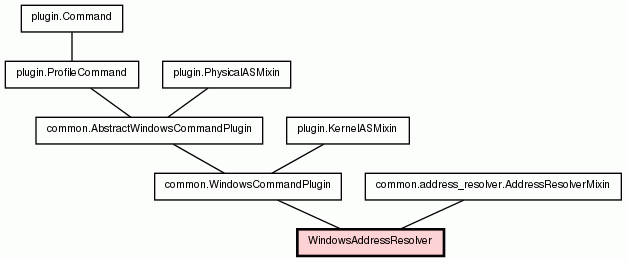 plugin.Command
plugin.ProfileCommand
plugin.PhysicalASMixin
common.AbstractWindowsCommandPlugin
plugin.KernelASMixin
common.WindowsCommandPlugin
common.address_resolver.AddressResolverMixin
WindowsAddressResolver